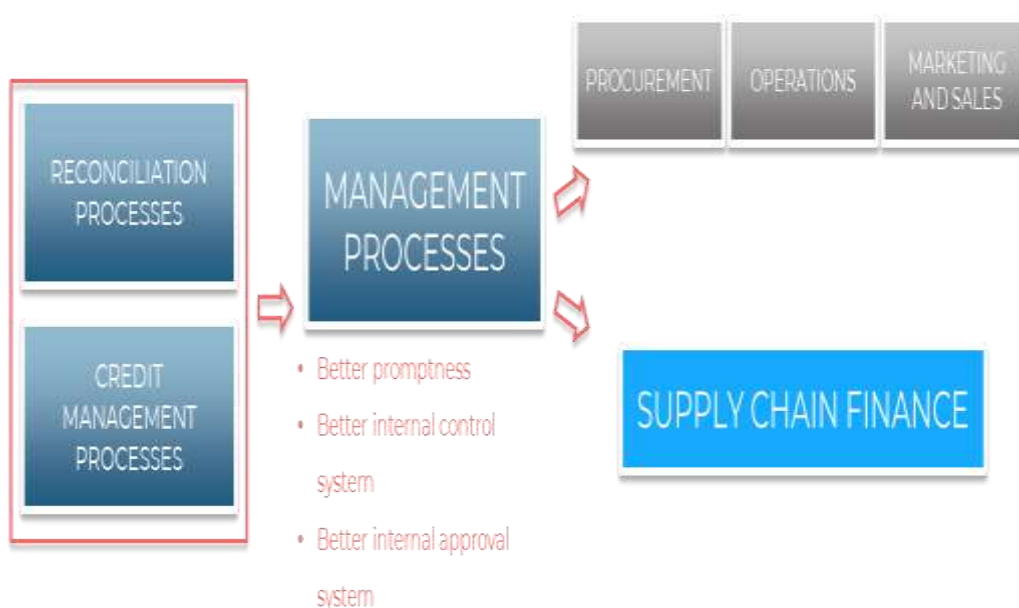 PROCUREMENT
OPERATIONS
MARKETING
AND SALES
RECONCILIATION
PROCESSES
MANAGEMENT
PROCESSES
CREDIT
MANAGEMENT
PROCESSES
• Better promptness
• Better internal control
system
• Better internal approval
system
SUPPLY CHAIN FINANCE